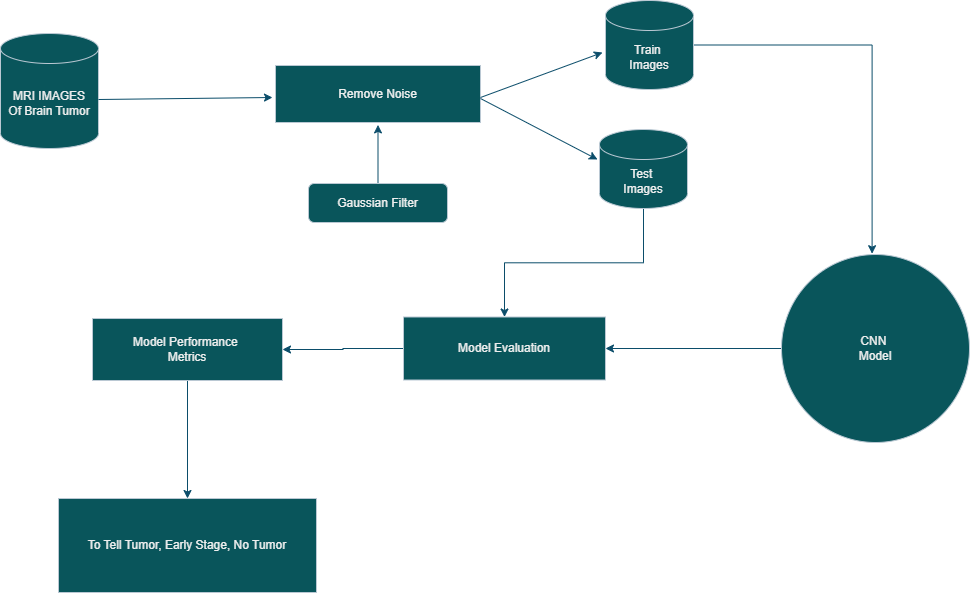 MRI IMAGES
Of Brain Tumor
Remove Noise
Gaussian Filter
Train
Images
Test
Images
CNN
Model
Model Evaluation
Model Performance
Metrics
To Tell Tumor, Early Stage, No Tumor